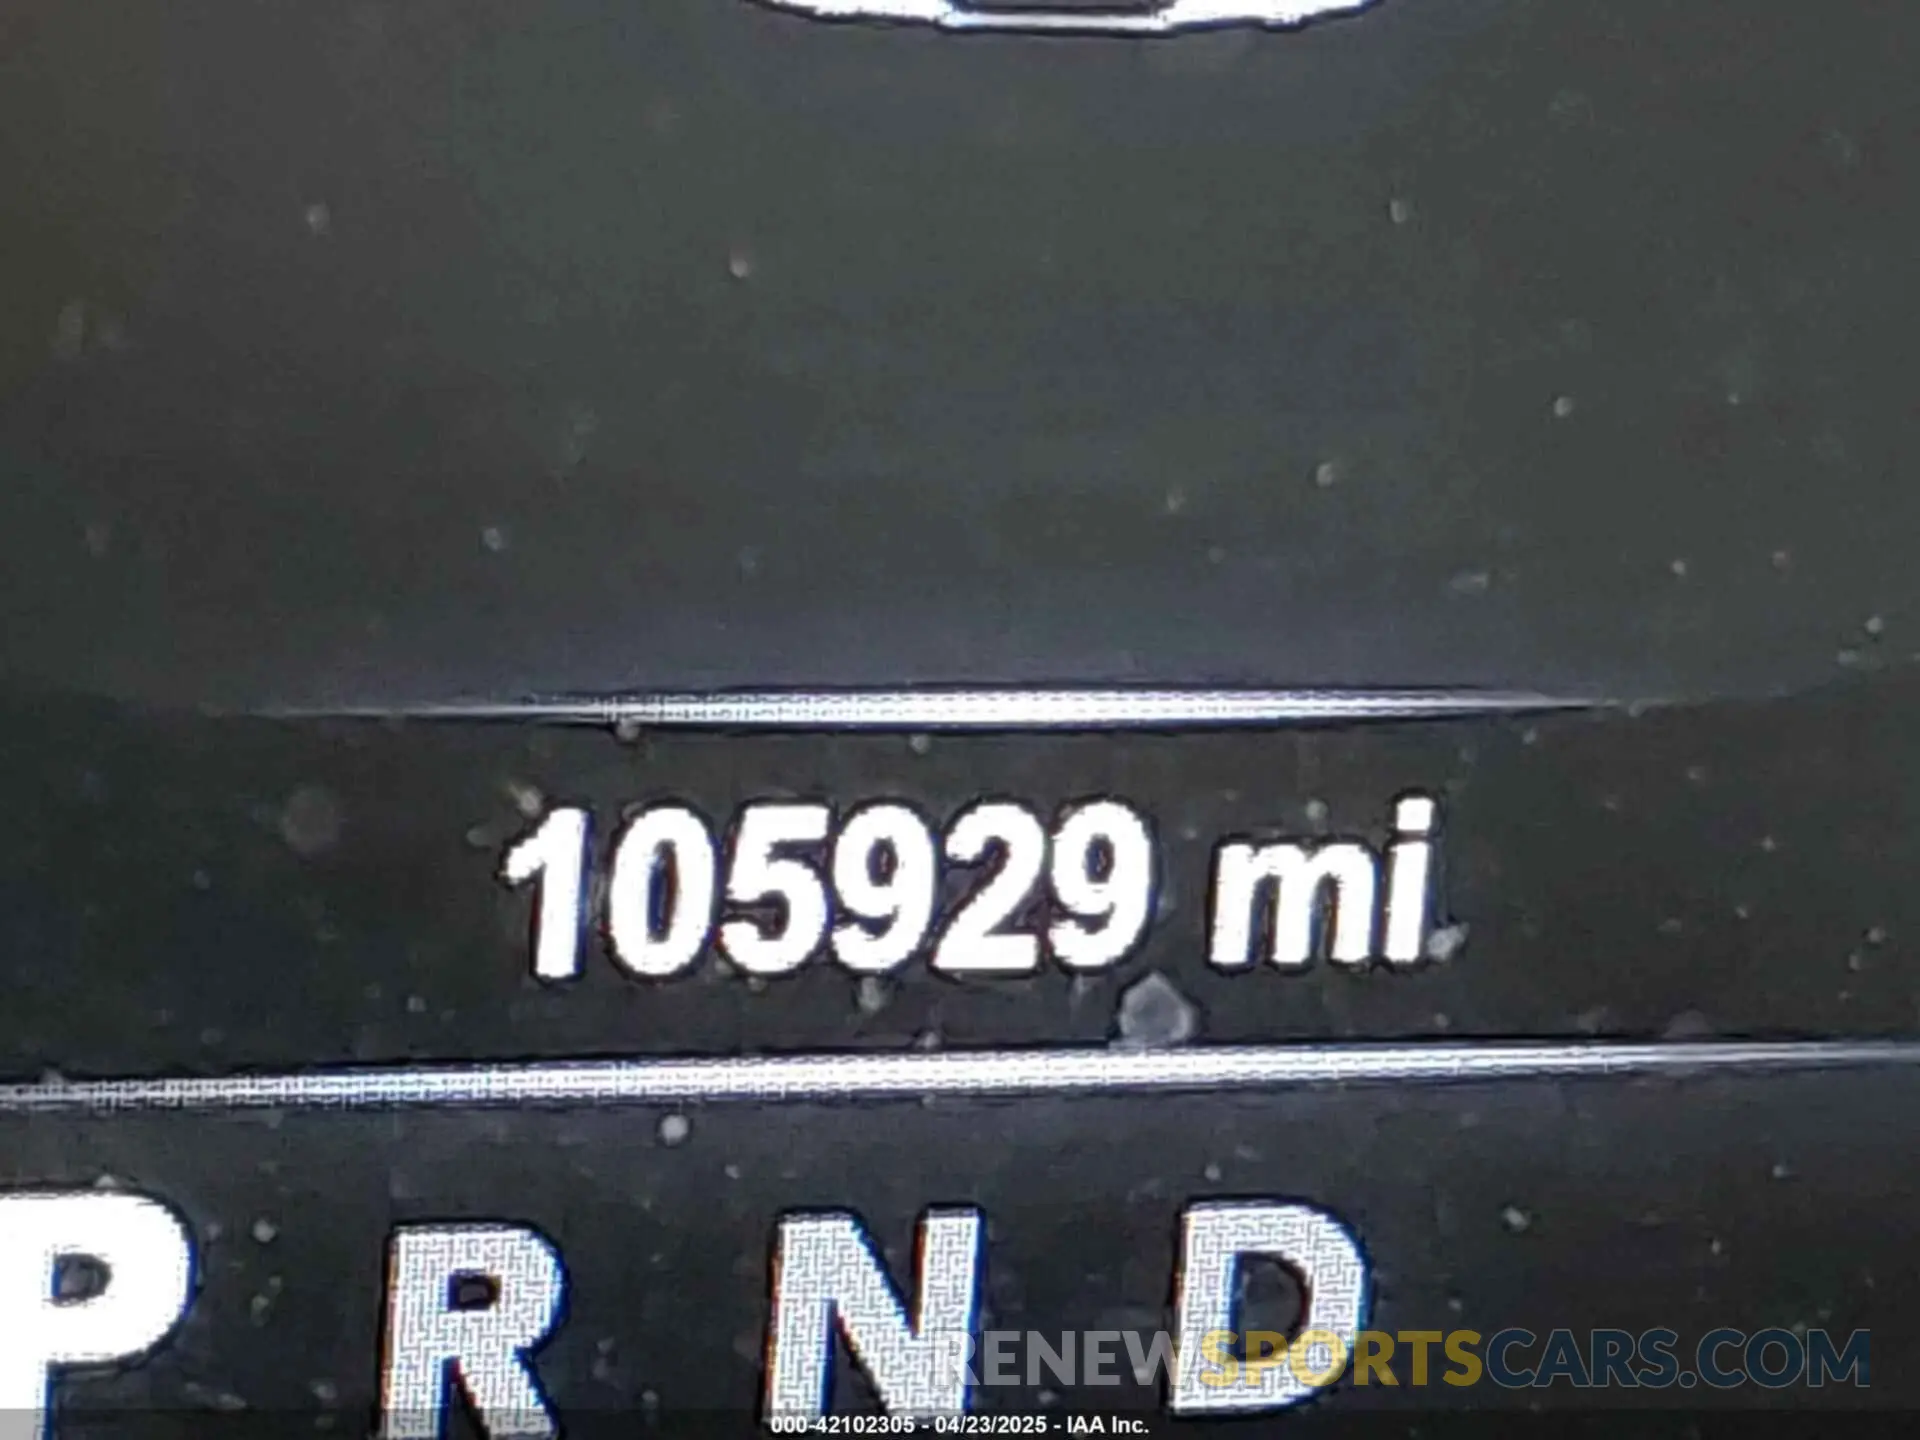 105929 mi
P R N D
RENEWSPORTSCARS.COM
000-42102305 - 04/23/2025 - IAA Inc.